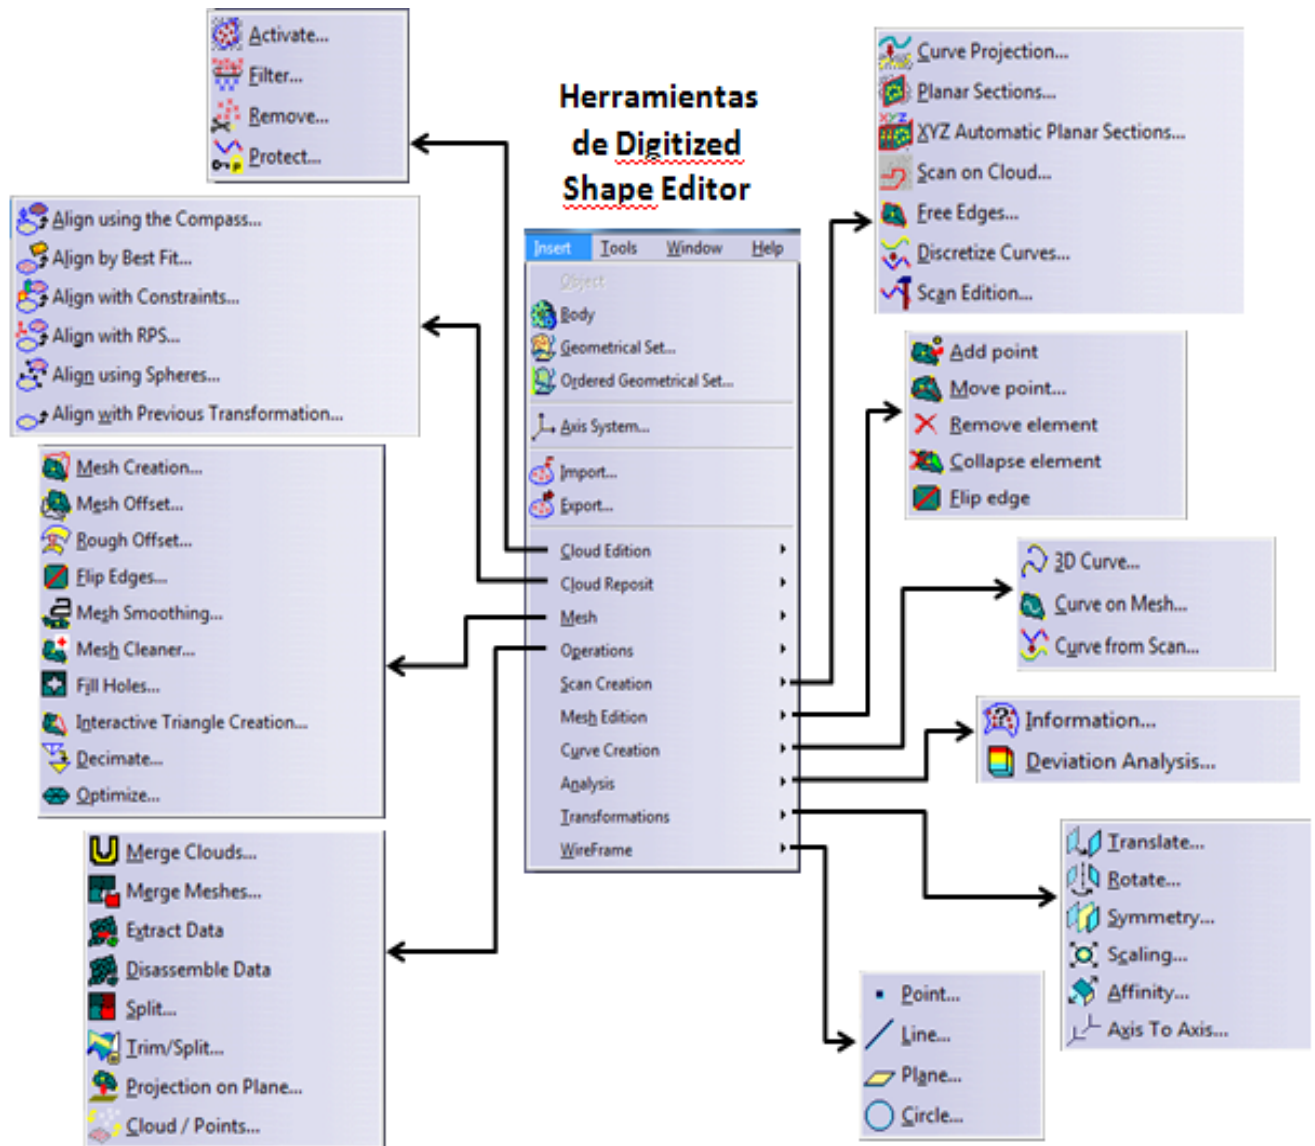 Herramientas
de Digitized
Shape Editor
Activate...
Filter...
Remove...
Protect...
Align using the Compass...
Align by Best Fit...
Align with Constraints...
Align with RPS...
Align using Spheres...
Align with Previous Transformation...
Mesh Creation...
Mesh Offset...
Rough Offset...
Flip Edges...
Mesh Smoothing...
Mesh Cleaner...
Fill Holes...
Interactive Triangle Creation...
Decimate...
Optimize...
Merge Clouds...
Merge Meshes...
Extract Data
Disassemble Data
Split...
Trim/Split...
Projection on Plane...
Cloud / Points...
Insert Tools Window Help
Object
Body
Geometrical Set...
Ordered Geometrical Set...
Axis System...
Import...
Export...
Cloud Edition
Cloud Reposit
Mesh
Operations
Scan Creation
Mesh Edition
Curve Creation
Analysis
Transformations
WireFrame
Curve Projection...
Planar Sections...
XYZ Automatic Planar Sections...
Scan on Cloud...
Free Edges...
Discretize Curves...
Scan Edition...
Add point
Move point...
Remove element
Collapse element
Flip edge
3D Curve...
Curve on Mesh...
Curve from Scan...
Information...
Deviation Analysis...
Translate...
Rotate...
Symmetry...
Scaling...
Affinity...
Axis To Axis...
Point...
Line...
Plane...
Circle...